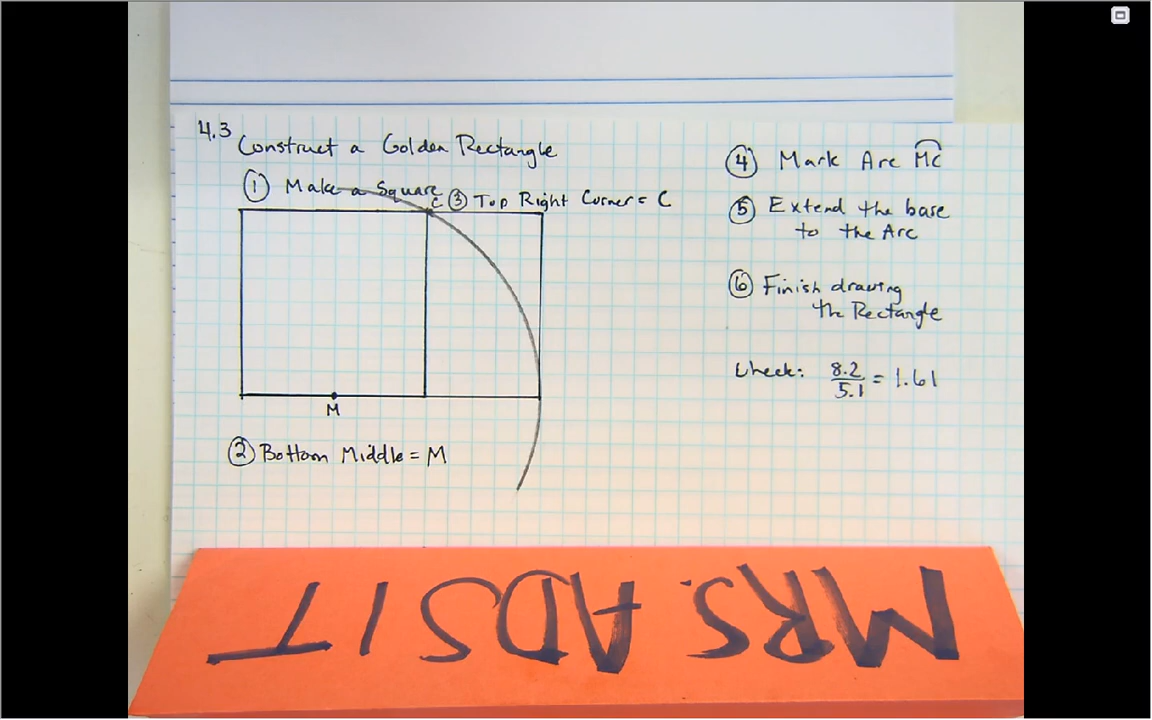 4.3 Construct a Golden Rectangle
① Make a Square
C ③ Top Right Corner = C
M
② Bottom Middle = M
④ Mark Arc MC
⑤ Extend the base
to the Arc
⑥ Finish drawing
the Rectangle
Check: 8.2/5.1 = 1.61
MRS. ADSIT